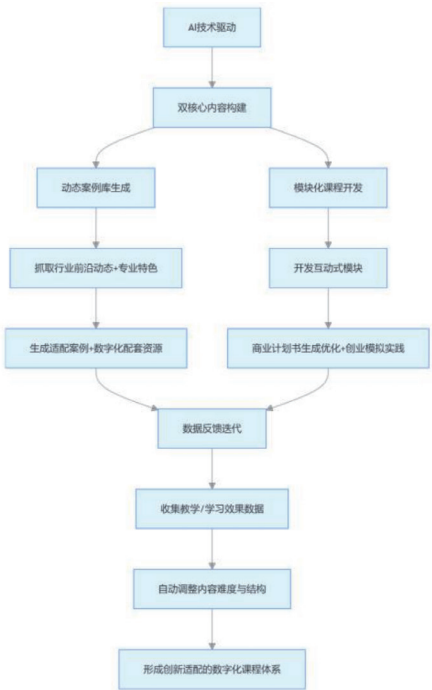 AI技术驱动
双核心内容构建
动态案例库生成
模块化课程开发
抓取行业前沿动态+专业特色
开发互动式模块
生成适配案例+数字化配套资源
商业计划书生成优化+创业模拟实践
数据反馈迭代
收集教学/学习效果数据
自动调整内容难度与结构
形成创新适配的数字化课程体系